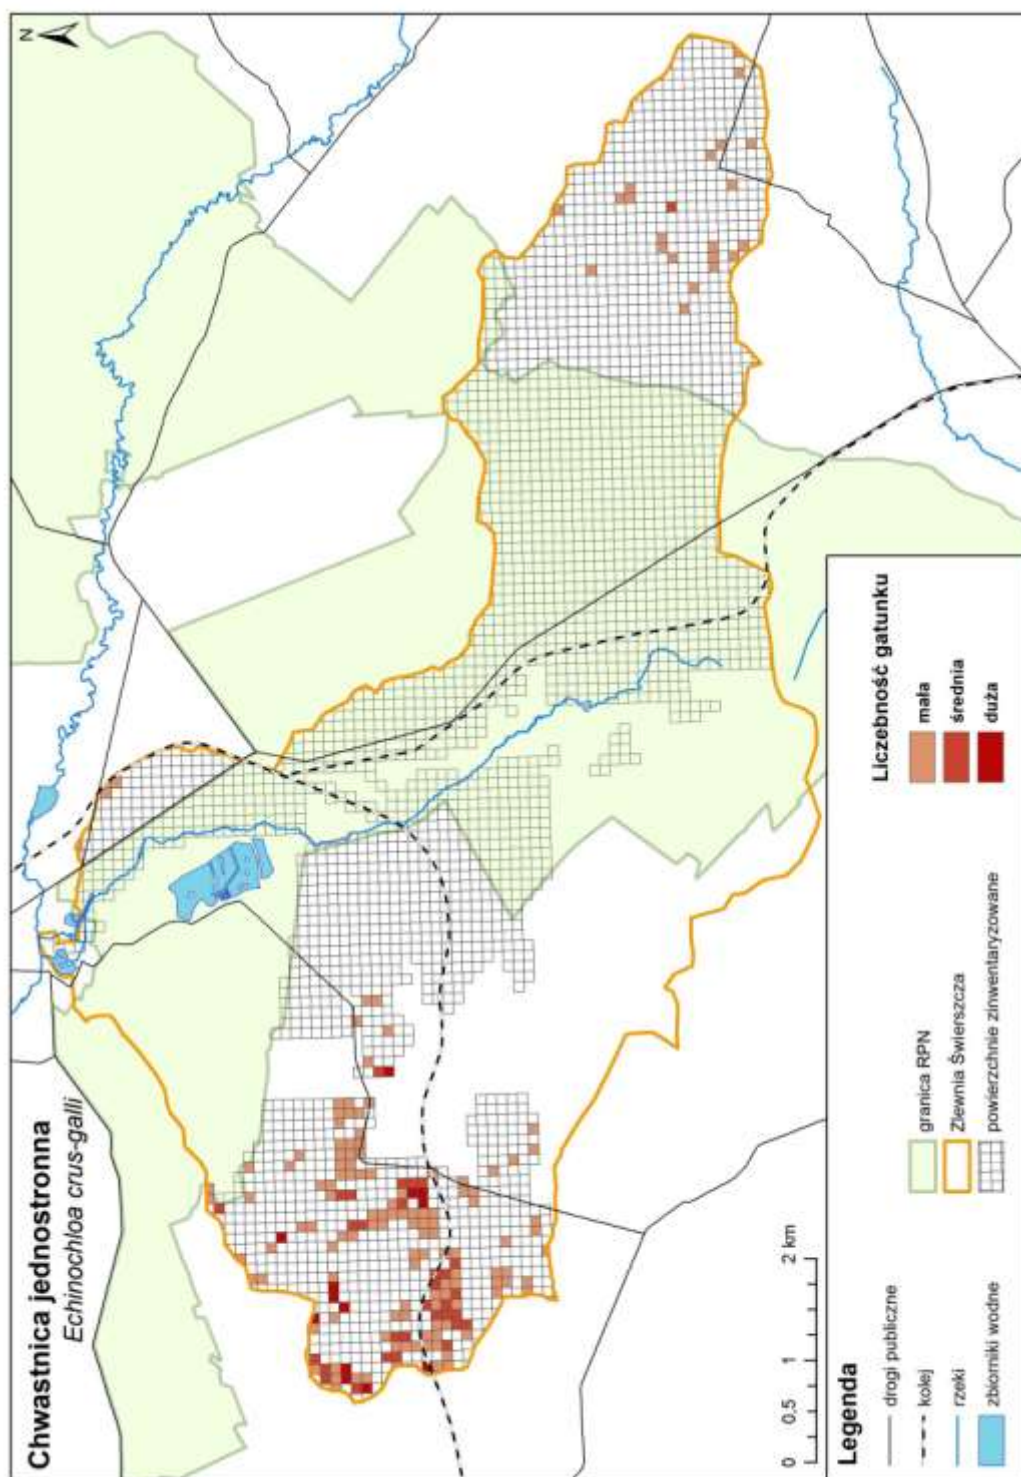 Chwastnica jednostronna
Echinochloa crus-galli
N
0 0,5 1 2 km
Legenda
drogi publiczne
kolej
rzeki
zbiorniki wodne
granica RPN
Zlewnia Świerszcza
powierzchnie zinwentaryzowane
Liczebność gatunku
mała
średnia
duża